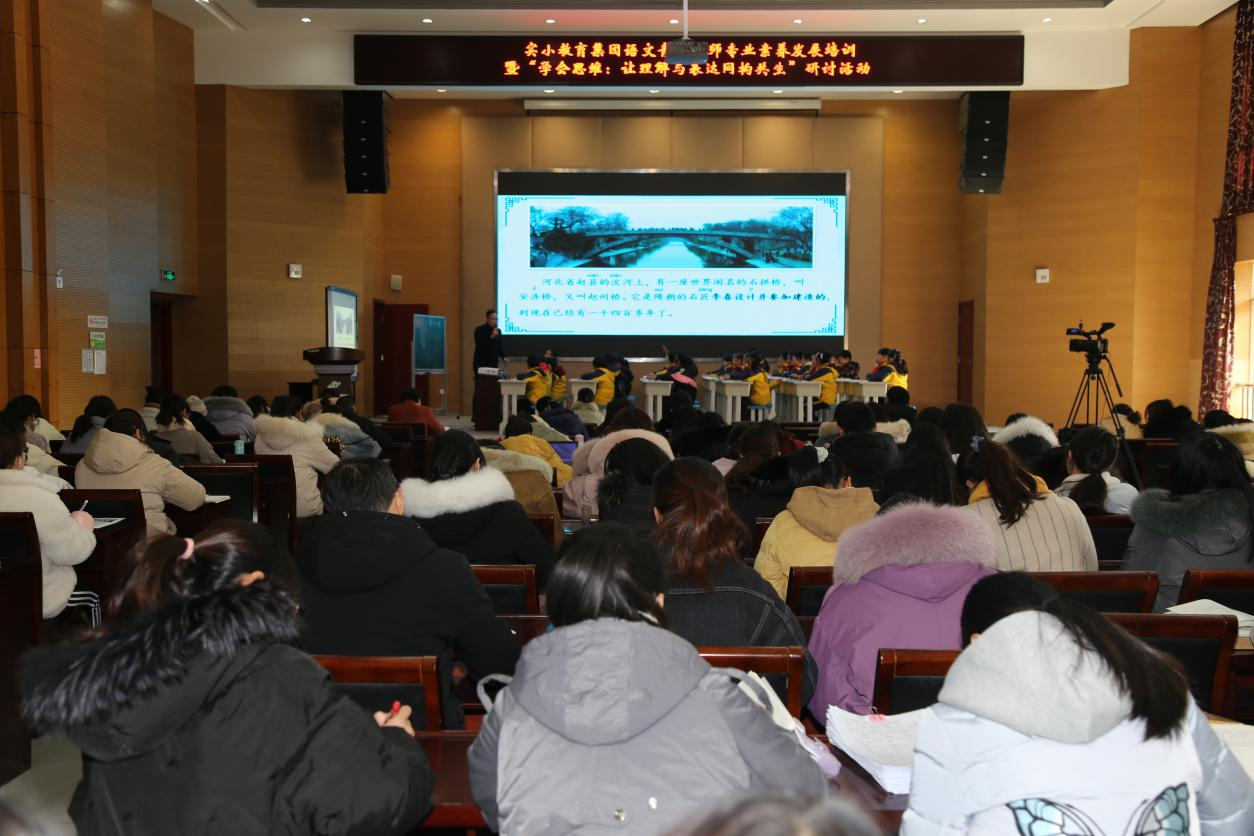 实小教育集团语文 师专业素养发展培训
暨“学会思维：让理解与表达同构共生”研讨活动
河北省赵县的洨河上，有一座世界闻名的石拱桥，叫
安济桥，又叫赵州桥。它是隋朝的石匠李春设计并参加建造的，
到现在已经有一千四百多年了。